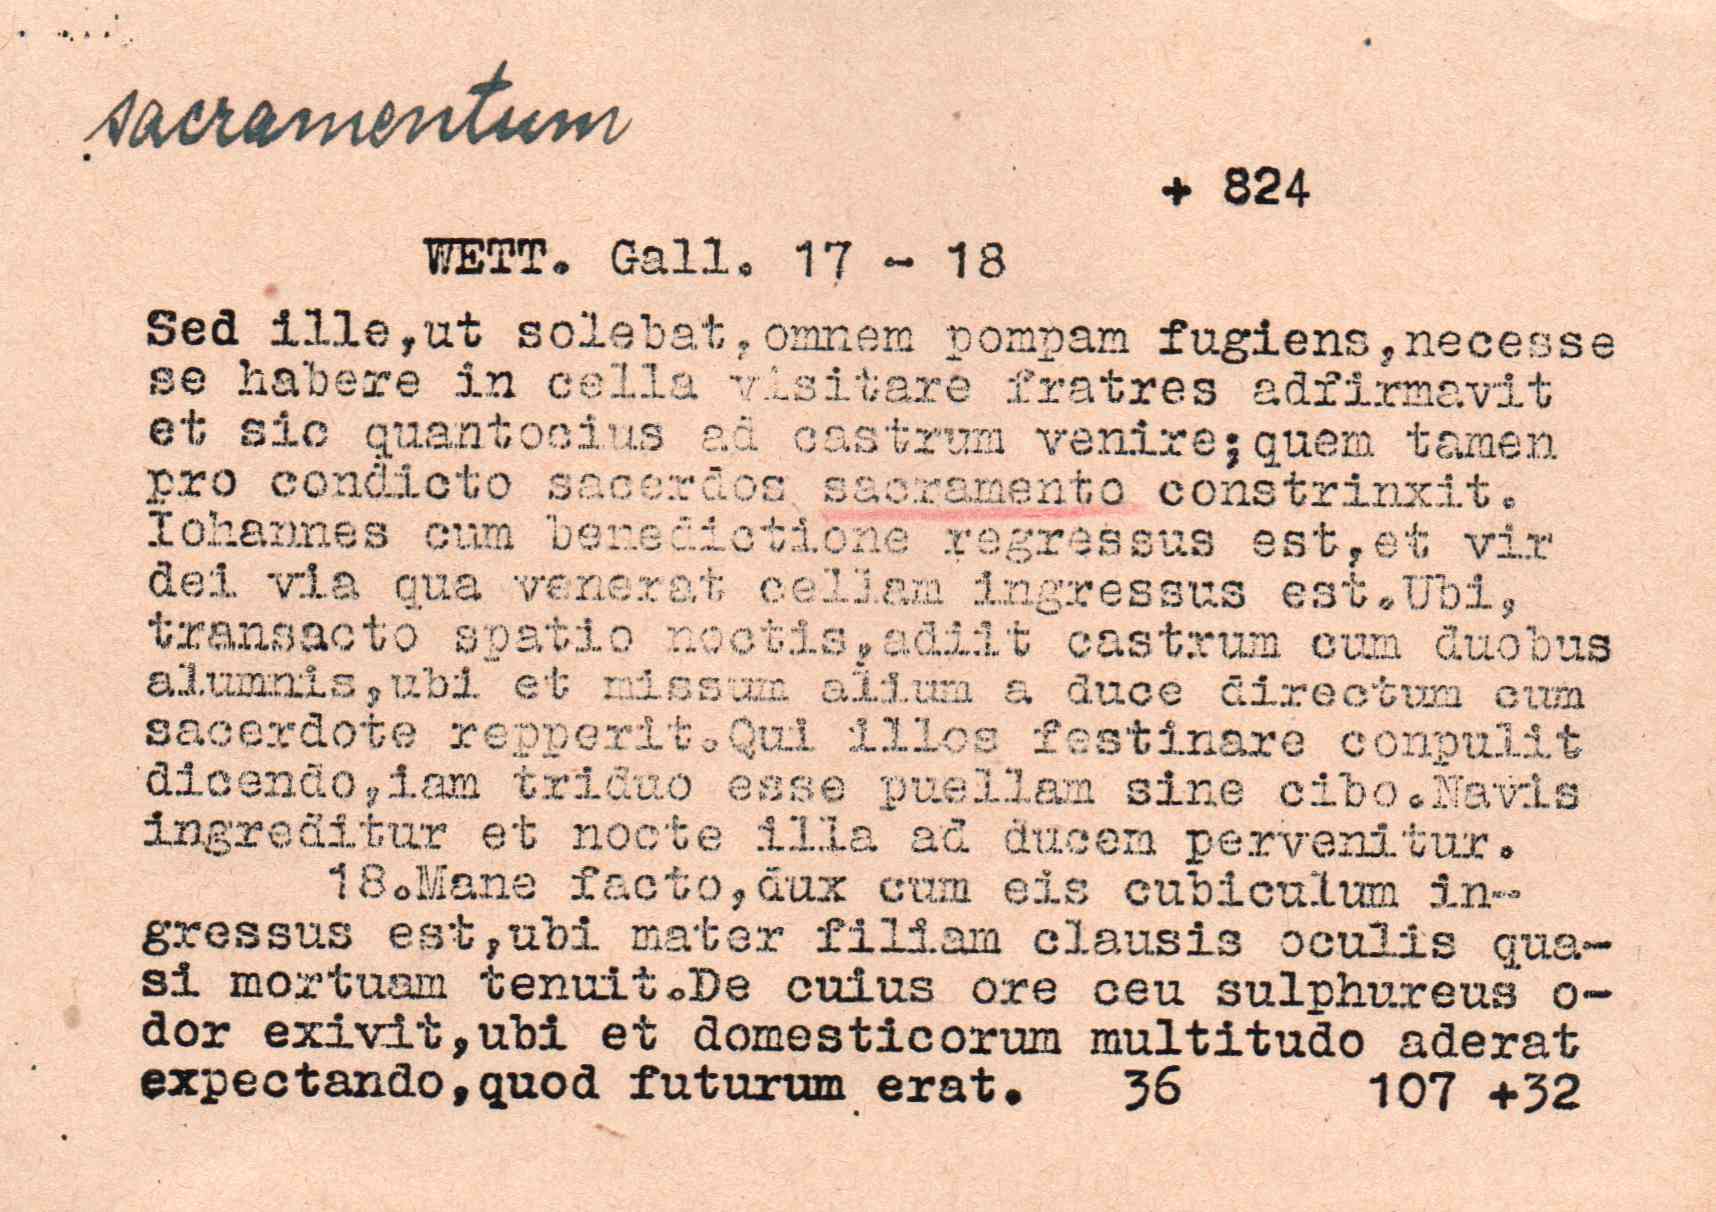 sacramentum
+ 824
WETT. Gall. 17 - 18
Sed ille,ut solebat,omnem pompam fugiens,necesse
se habere in cella visitare fratres adfirmavit
et sic quantocius ad castrum venire;quem tamen
pro condicto sacerdos sacramento constrinxit.
Iohannes cum benedictione regressus est,et vir
dei via qua venerat cellam ingressus est.Ubi,
transacto spatio noctis,adiit castrum cum duobus
alumnis,ubi et missum alium a duce directum cum
sacerdote repperit.Qui illos festinare conpulit
dicendo,iam triduo esse puellam sine cibo.Navis
ingreditur et nocte illa ad ducem pervenitur.
18.Mane facto,dux cum eis cubiculum in-
gressus est,ubi mater filiam clausis oculis qua-
si mortuam tenuit.De cuius ore ceu sulphureus o-
dor exivit,ubi et domesticorum multitudo aderat
expectando,quod futurum erat. 36 107 +32